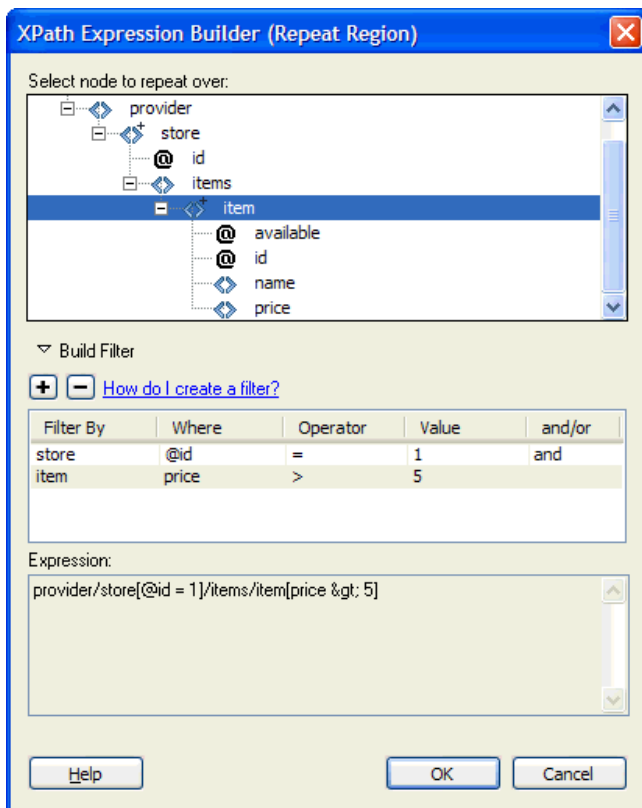 XPath Expression Builder (Repeat Region)
Select node to repeat over:
provider
store
@ id
items
item
@ available
@ id
name
price
Build Filter
How do I create a filter?
Filter By Where Operator Value and/or
store @id = 1 and
item price > 5
Expression:
provider/store[@id = 1]/items/item[price &gt; 5]
Help OK Cancel